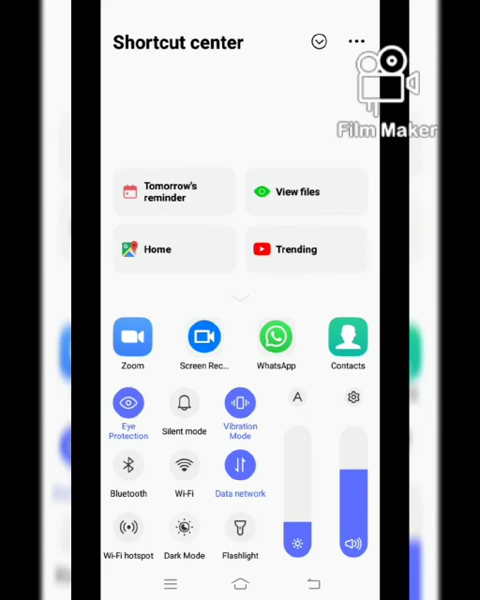 Shortcut center
Film Maker
Tomorrow's
reminder
View files
Home
Trending
Zoom
Screen Rec...
WhatsApp
Contacts
Eye
Protection
Silent mode
Vibration
Mode
A
Bluetooth
Wi-Fi
Data network
Wi-Fi hotspot
Dark Mode
Flashlight